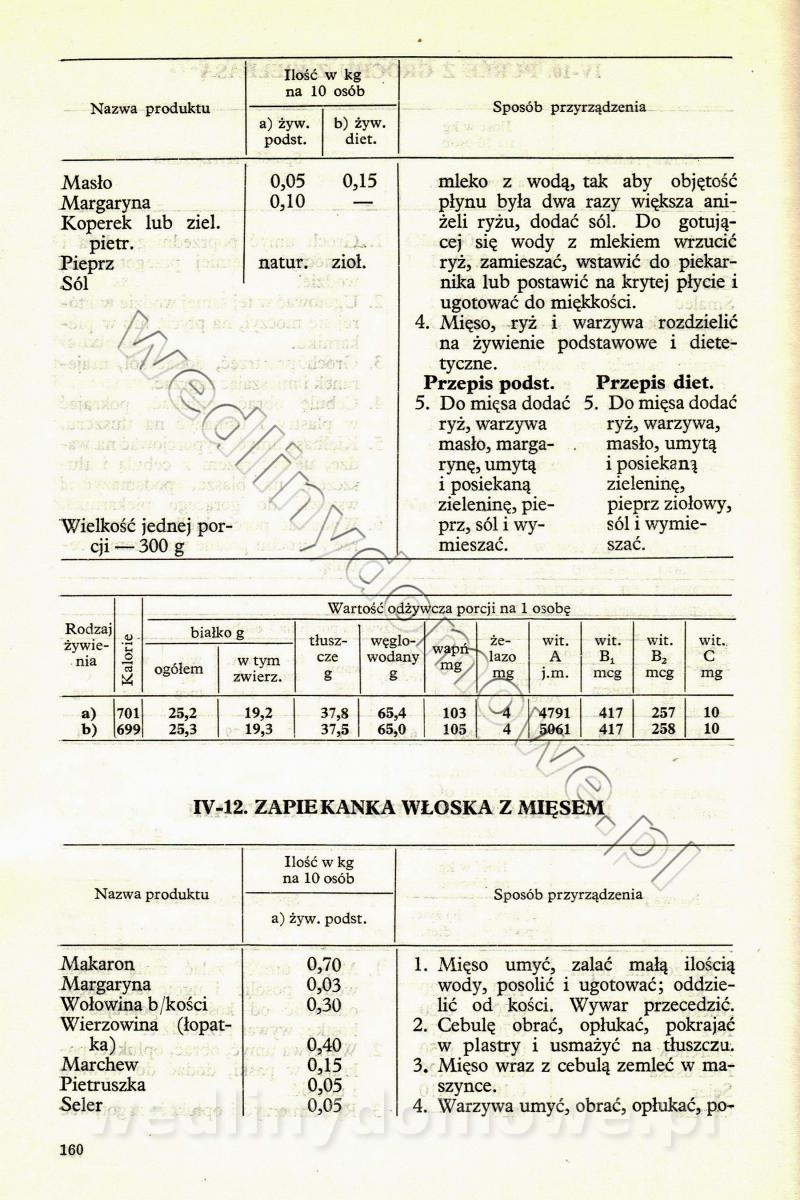 Nazwa produktu
Ilość w kg
na 10 osób
a) żyw.
podst.
b) żyw.
diet.
Sposób przyrządzenia
Masło 0,05 0,15
Margaryna 0,10 —
Koperek lub ziel.
pietr.
Pieprz natur. zioł.
Sól
Wielkość jednej por-
cji — 300 g
mleko z wodą, tak aby objętość
płynu była dwa razy większa ani-
żeli ryżu, dodać sól. Do gotują-
cej się wody z mlekiem wrzucić
ryż, zamieszać, wstawić do piekar-
nika lub postawić na krytej płycie i
ugotować do miękkości.
4. Mięso, ryż i warzywa rozdzielić
na żywienie podstawowe i diete-
tyczne.
Przepis podst. Przepis diet.
5. Do mięsa dodać 5. Do mięsa dodać
ryż, warzywa ryż, warzywa,
masło, marga- masło, umytą
rynę, umytą i posiekaną
i posiekaną zieleninę,
zieleninę, pie- pieprz ziołowy,
prz, sól i wy- sól i wymie-
mieszać. szać.
Rodzaj
żywie-
nia
Kalorie
Wartość odżywcza porcji na 1 osobę
białko g
ogółem
w tym
zwierz.
tłusz-
cze
g
węglo-
wodany
g
wapń
mg
że-
lazo
mg
wit.
A
j.m.
wit.
B₁
mcg
wit.
B₂
mcg
wit.
C
mg
a) 701 25,2 19,2 37,8 65,4 103 4 4791 417 257 10
b) 699 25,3 19,3 37,5 65,0 105 4 5061 417 258 10
IV-12. ZAPIEKANKA WŁOSKA Z MIĘSEM
Nazwa produktu
Ilość w kg
na 10 osób
a) żyw. podst.
Sposób przyrządzenia
Makaron 0,70
Margaryna 0,03
Wołowina b/kości 0,30
Wierzowina (łopat-
ka) 0,40
Marchew 0,15
Pietruszka 0,05
Seler 0,05
1. Mięso umyć, zalać małą ilością
wody, posolić i ugotować; oddzie-
lić od kości. Wywar przecedzić.
2. Cebulę obrać, opłukać, pokrajać
w plastry i usmażyć na tłuszczu.
3. Mięso wraz z cebulą zemleć w ma-
szynce.
4. Warzywa umyć, obrać, opłukać, po-
160
wedlinydomowe.pl
wedlinydomowe.pl